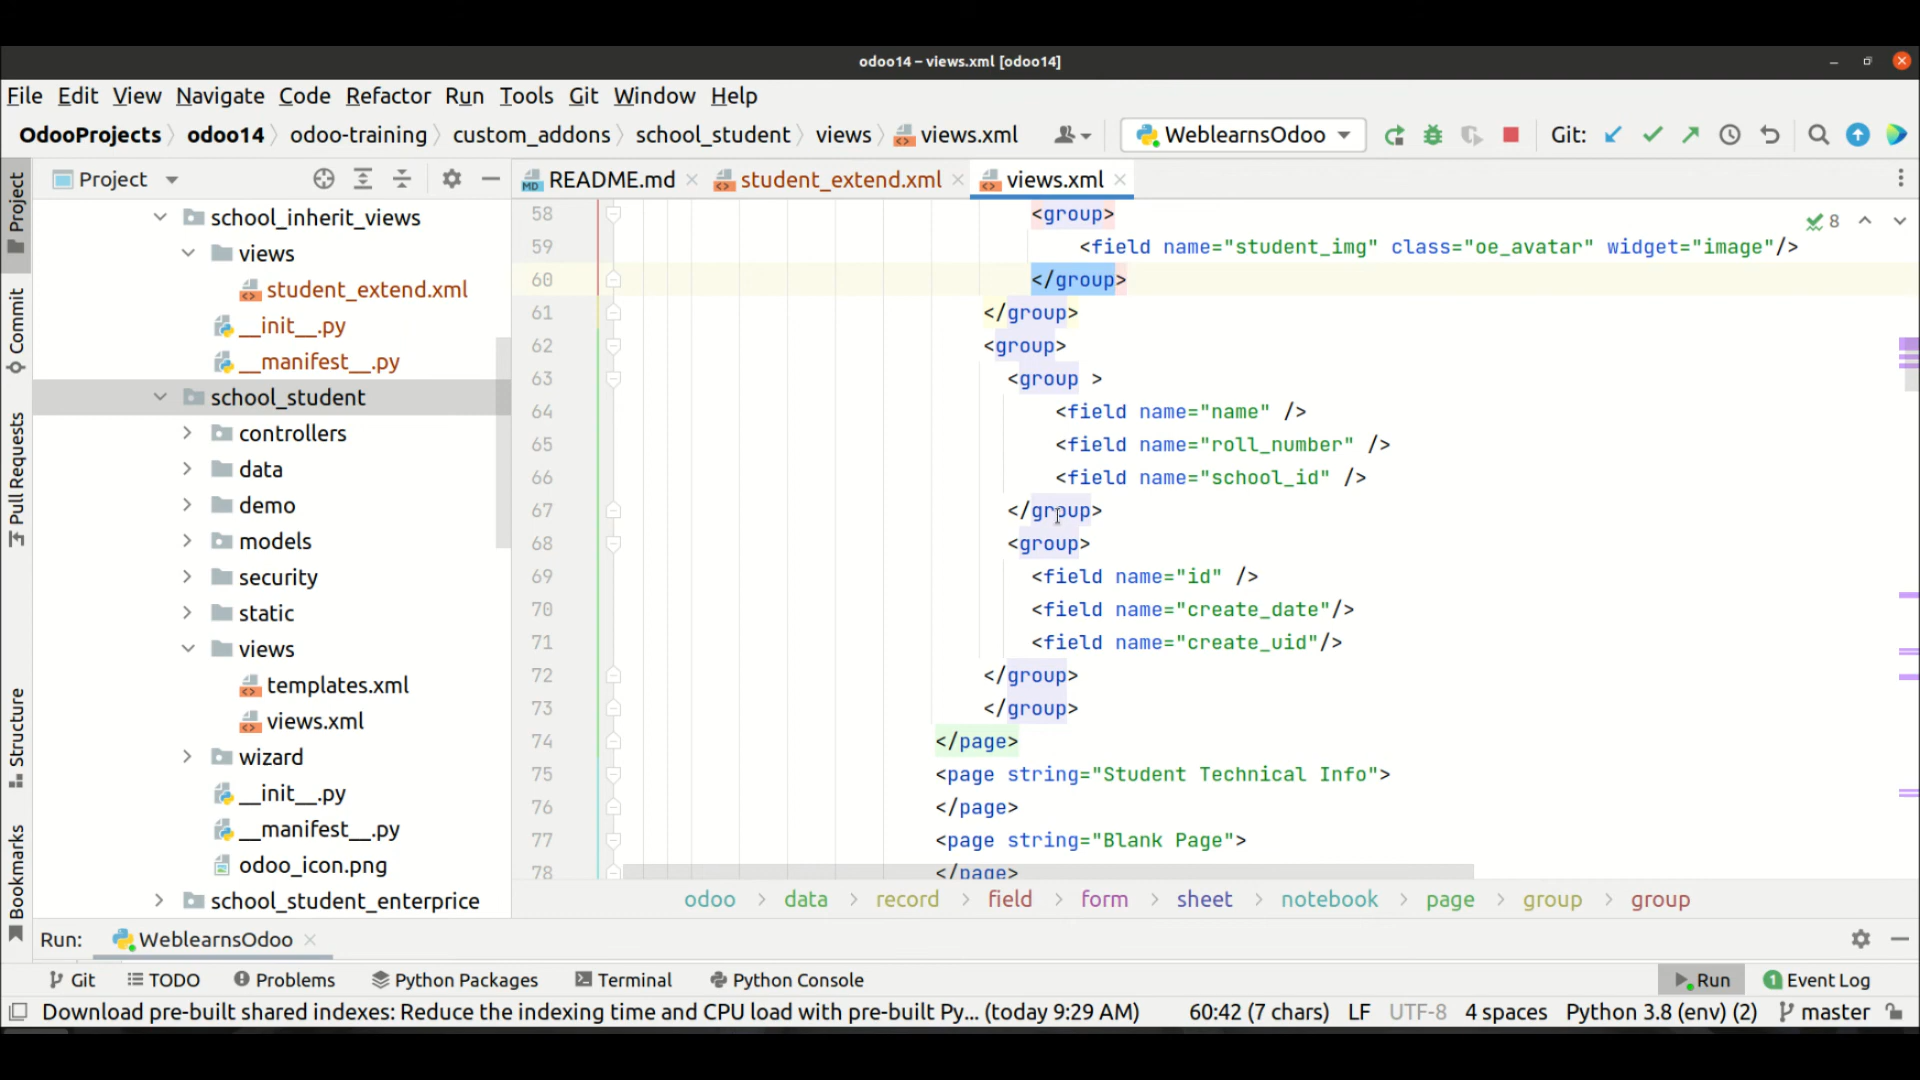 odoo14 – views.xml [odoo14]
File Edit View Navigate Code Refactor Run Tools Git Window Help
OdooProjects odoo14 odoo-training custom_addons school_student views views.xml WeblearnsOdoo Git:
Project README.md student_extend.xml views.xml
school_inherit_views
views
student_extend.xml
__init__.py
__manifest__.py
school_student
controllers
data
demo
models
security
static
views
templates.xml
views.xml
wizard
__init__.py
__manifest__.py
odoo_icon.png
school_student_enterprice
Project
Commit
Pull Requests
Structure
Bookmarks
8
58 <group>
59 <field name="student_img" class="oe_avatar" widget="image"/>
60 </group>
61 </group>
62 <group>
63 <group >
64 <field name="name" />
65 <field name="roll_number" />
66 <field name="school_id" />
67 </group>
68 <group>
69 <field name="id" />
70 <field name="create_date"/>
71 <field name="create_uid"/>
72 </group>
73 </group>
74 </page>
75 <page string="Student Technical Info">
76 </page>
77 <page string="Blank Page">
78 </page>
odoo data record field form sheet notebook page group group
Run: WeblearnsOdoo
Git TODO Problems Python Packages Terminal Python Console Run 1 Event Log
Download pre-built shared indexes: Reduce the indexing time and CPU load with pre-built Py... (today 9:29 AM) 60:42 (7 chars) LF UTF-8 4 spaces Python 3.8 (env) (2) master